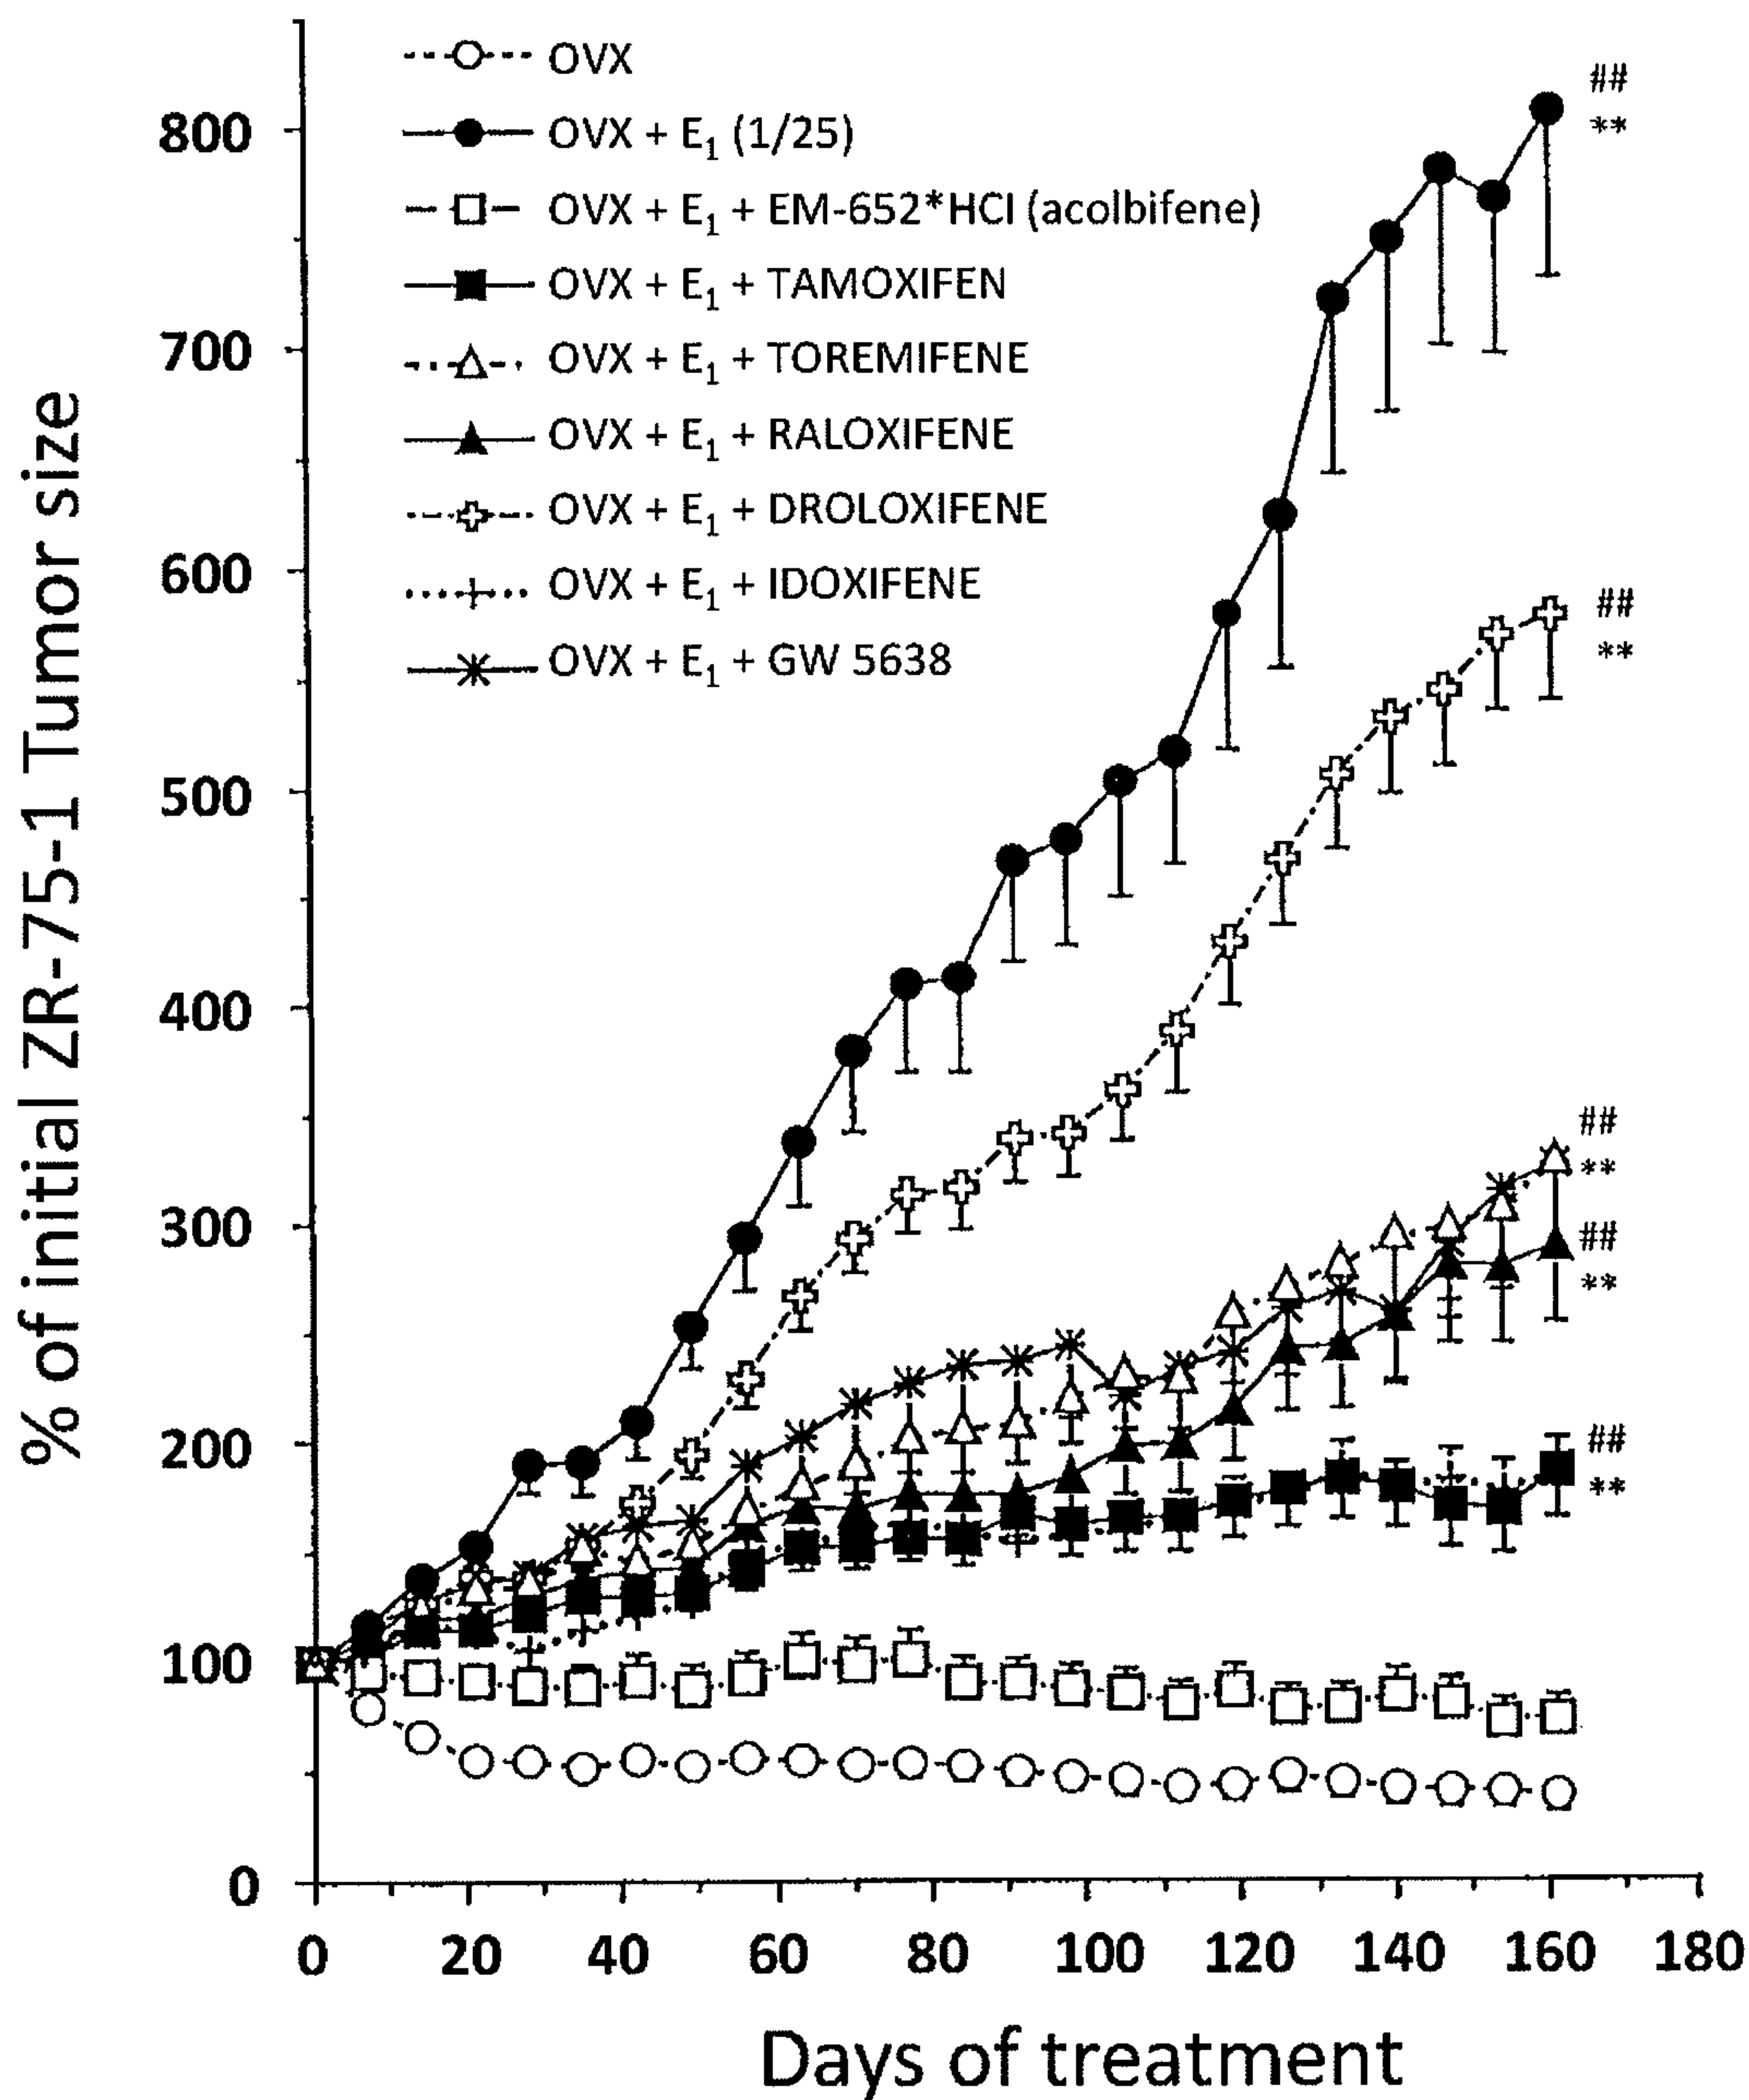 OVX
OVX + E1 (1/25)
OVX + E1 + EM-652*HCl (acolbifene)
OVX + E1 + TAMOXIFEN
OVX + E1 + TOREMIFENE
OVX + E1 + RALOXIFENE
OVX + E1 + DROLOXIFENE
OVX + E1 + IDOXIFENE
OVX + E1 + GW 5638
% of initial ZR-75-1 Tumor size
800
700
600
500
400
300
200
100
0
##
**
##
**
##
**
##
**
##
**
0 20 40 60 80 100 120 140 160 180
Days of treatment